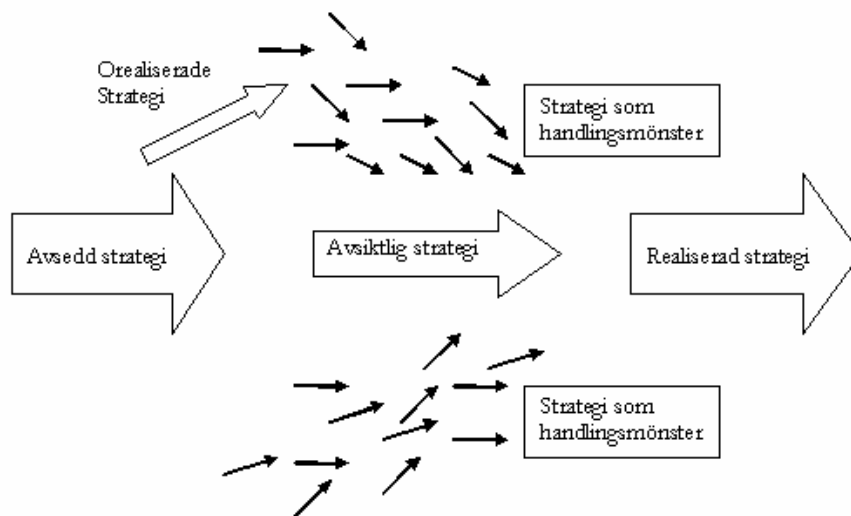 Orealiserade
Strategi
Strategi som
handlingsmönster
Avsedd strategi
Avsiktlig strategi
Realiserad strategi
Strategi som
handlingsmönster